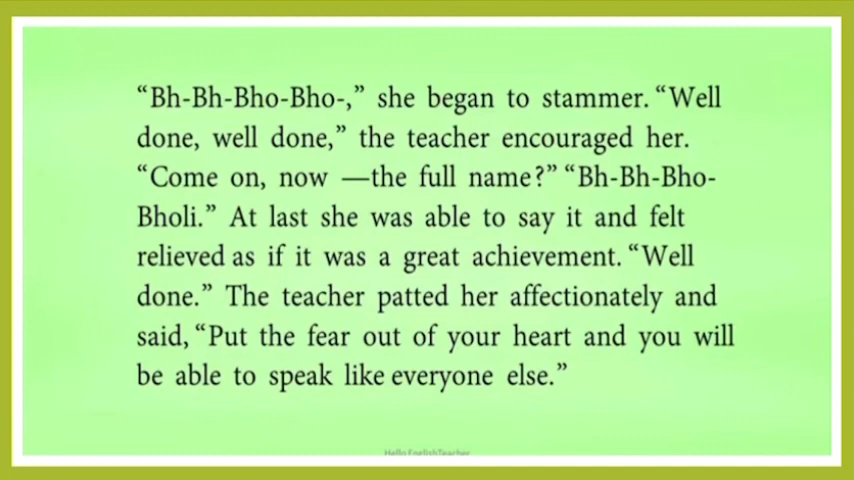 “Bh-Bh-Bho-Bho-,” she began to stammer. “Well
done, well done,” the teacher encouraged her.
“Come on, now —the full name?” “Bh-Bh-Bho-
Bholi.” At last she was able to say it and felt
relieved as if it was a great achievement. “Well
done.” The teacher patted her affectionately and
said, “Put the fear out of your heart and you will
be able to speak like everyone else.”
Hello EnglishTeacher